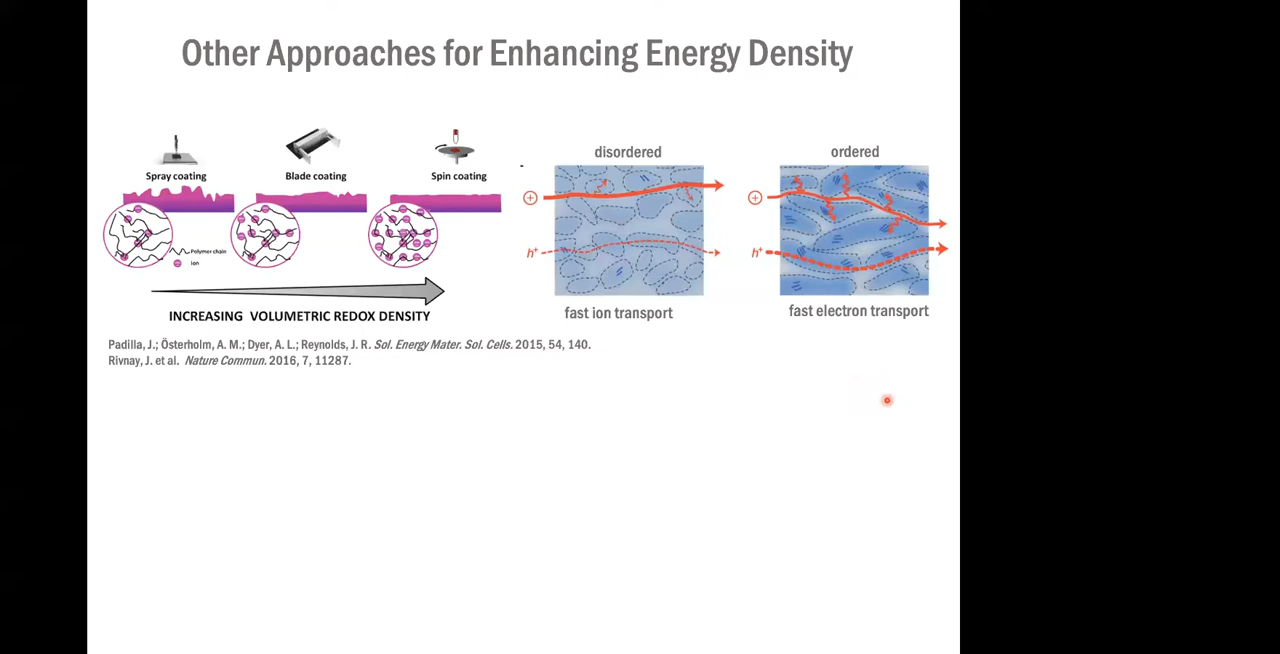 Other Approaches for Enhancing Energy Density
Spray coating
Blade coating
Spin coating
Polymer chain
Ion
INCREASING VOLUMETRIC REDOX DENSITY
disordered
h+
fast ion transport
ordered
h+
fast electron transport
Padilla, J.; Österholm, A. M.; Dyer, A. L.; Reynolds, J. R. Sol. Energy Mater. Sol. Cells. 2015, 54, 140.
Rivnay, J. et al. Nature Commun. 2016, 7, 11287.